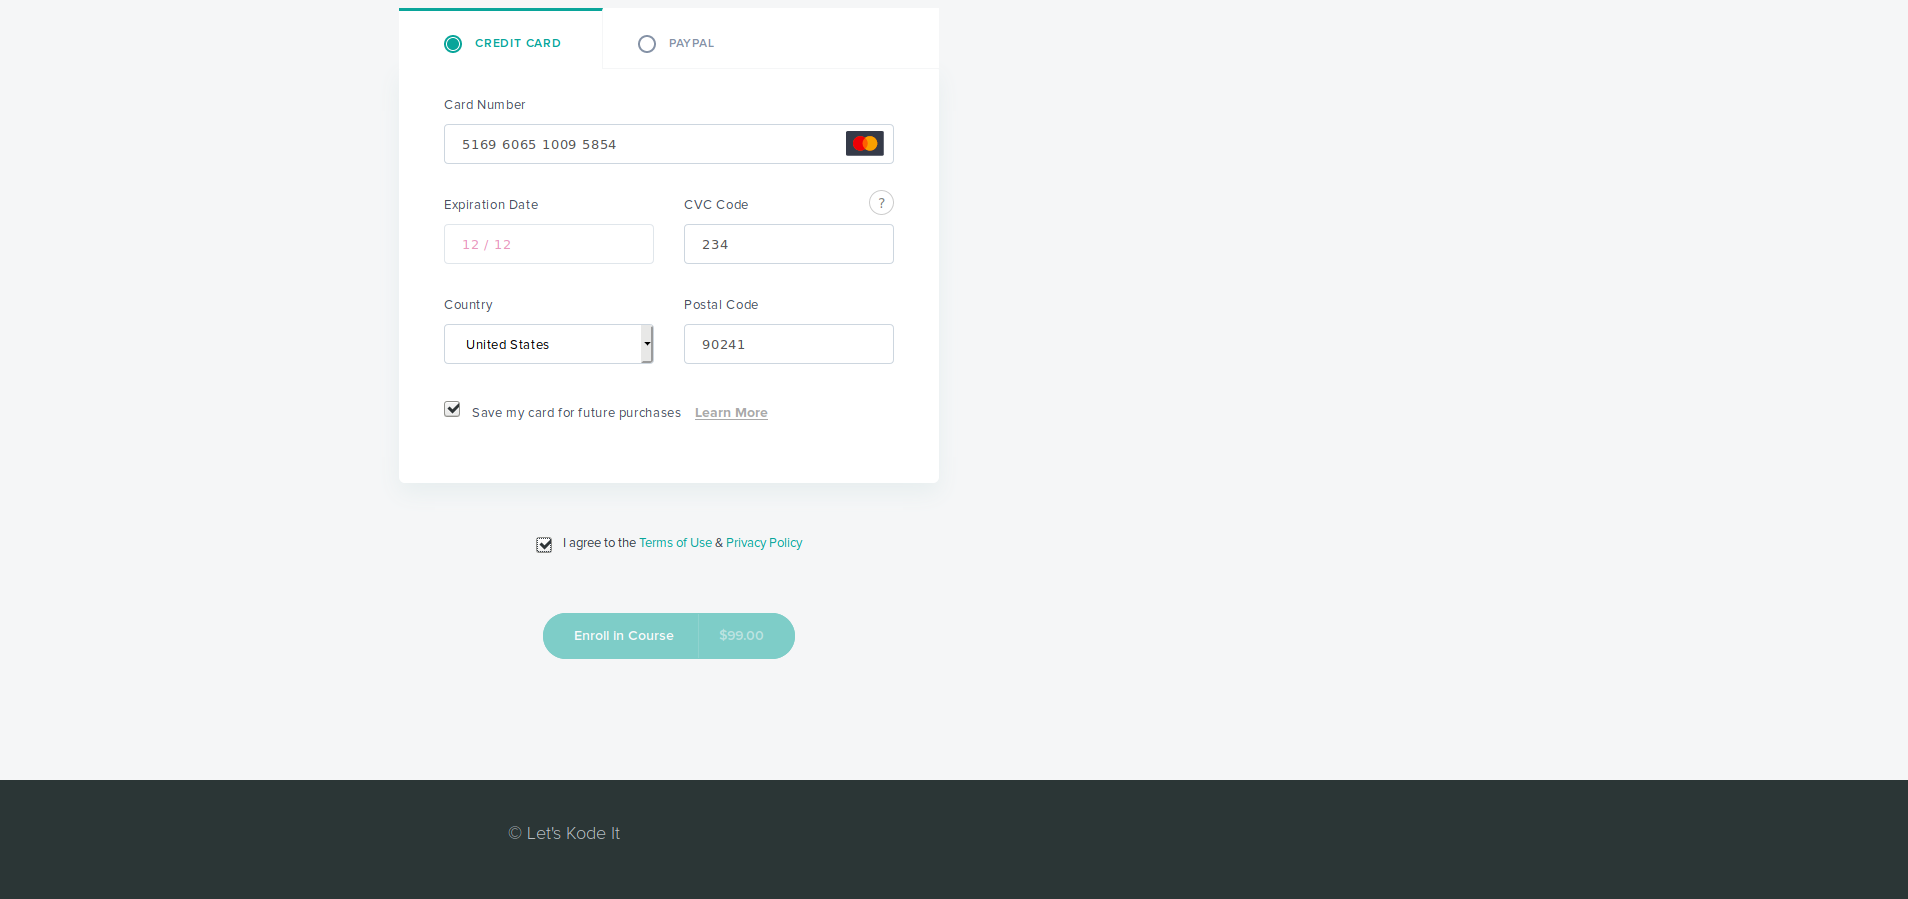 CREDIT CARD PAYPAL
Card Number
5169 6065 1009 5854
Expiration Date CVC Code ?
12 / 12 234
Country Postal Code
United States 90241
Save my card for future purchases Learn More
I agree to the Terms of Use & Privacy Policy
Enroll in Course $99.00
© Let's Kode It